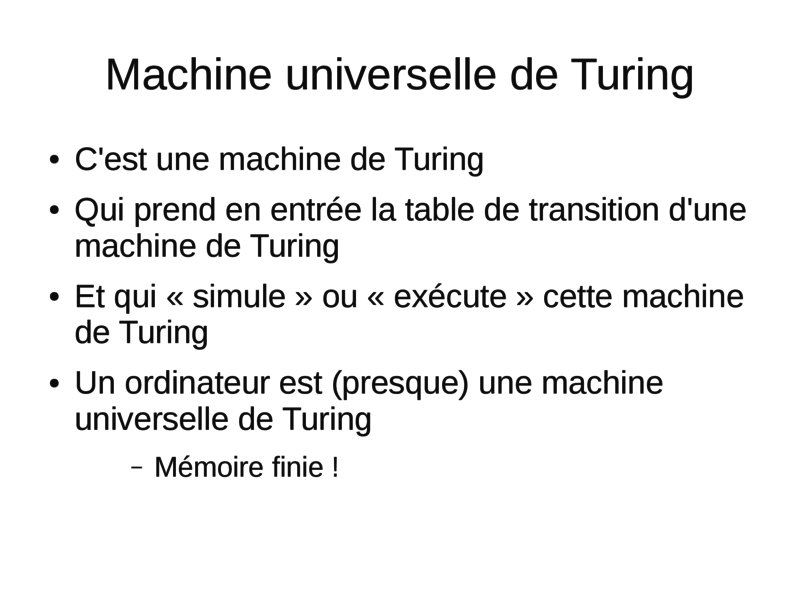 Machine universelle de Turing
• C'est une machine de Turing
• Qui prend en entrée la table de transition d'une
machine de Turing
• Et qui « simule » ou « exécute » cette machine
de Turing
• Un ordinateur est (presque) une machine
universelle de Turing
– Mémoire finie !